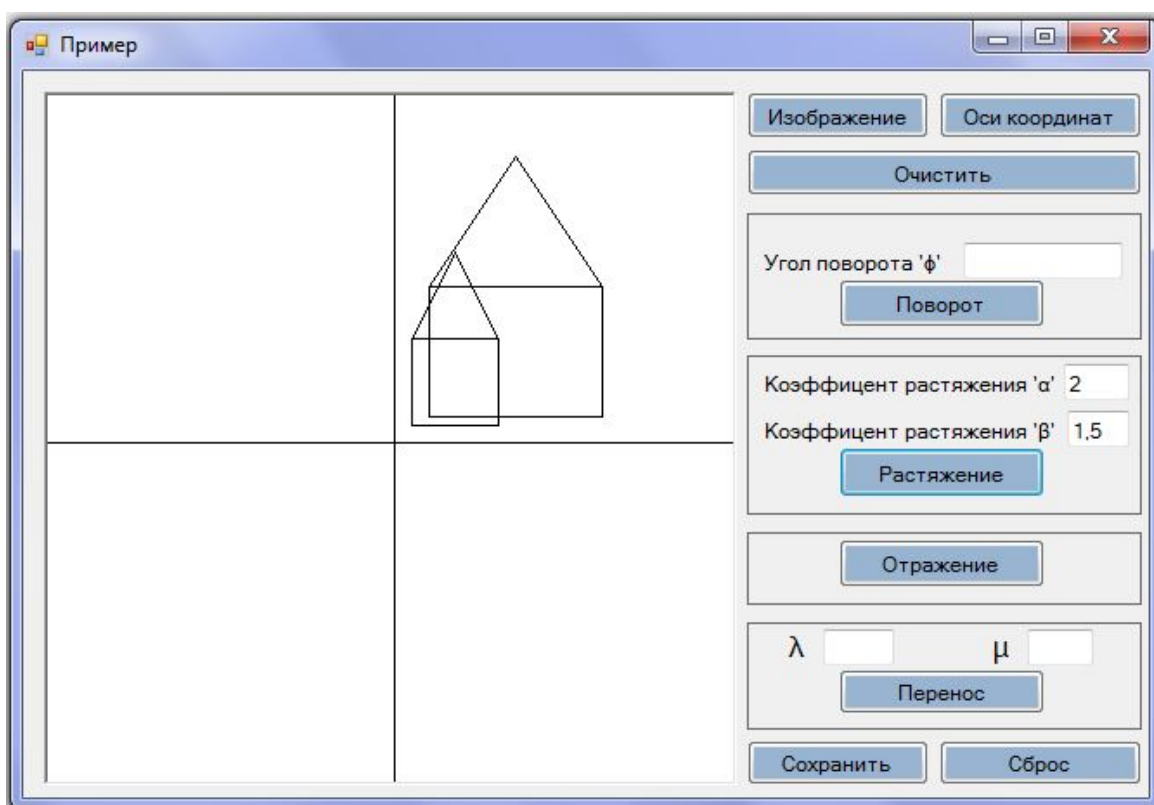 Пример
Изображение Оси координат
Очистить
Угол поворота 'ϕ'
Поворот
Коэффицент растяжения 'α' 2
Коэффицент растяжения 'β' 1,5
Растяжение
Отражение
λ μ
Перенос
Сохранить Сброс